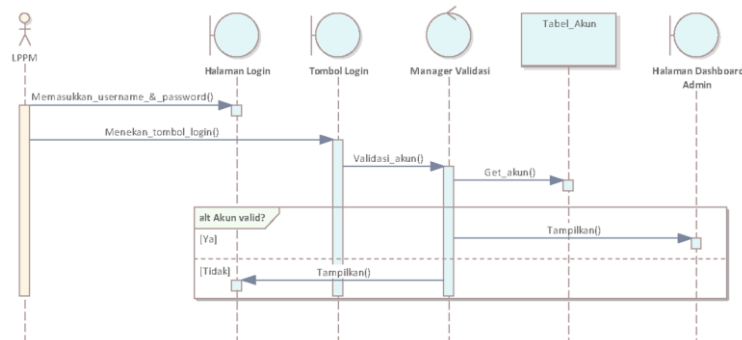 LPPM
Halaman Login
Tombol Login
Manager Validasi
Tabel_Akun
Halaman Dashboard
Admin
Memasukkan_username_&_password()
Menekan_tombol_login()
Validasi_akun()
Get_akun()
alt Akun valid?
[Ya]
Tampilkan()
[Tidak]
Tampilkan()